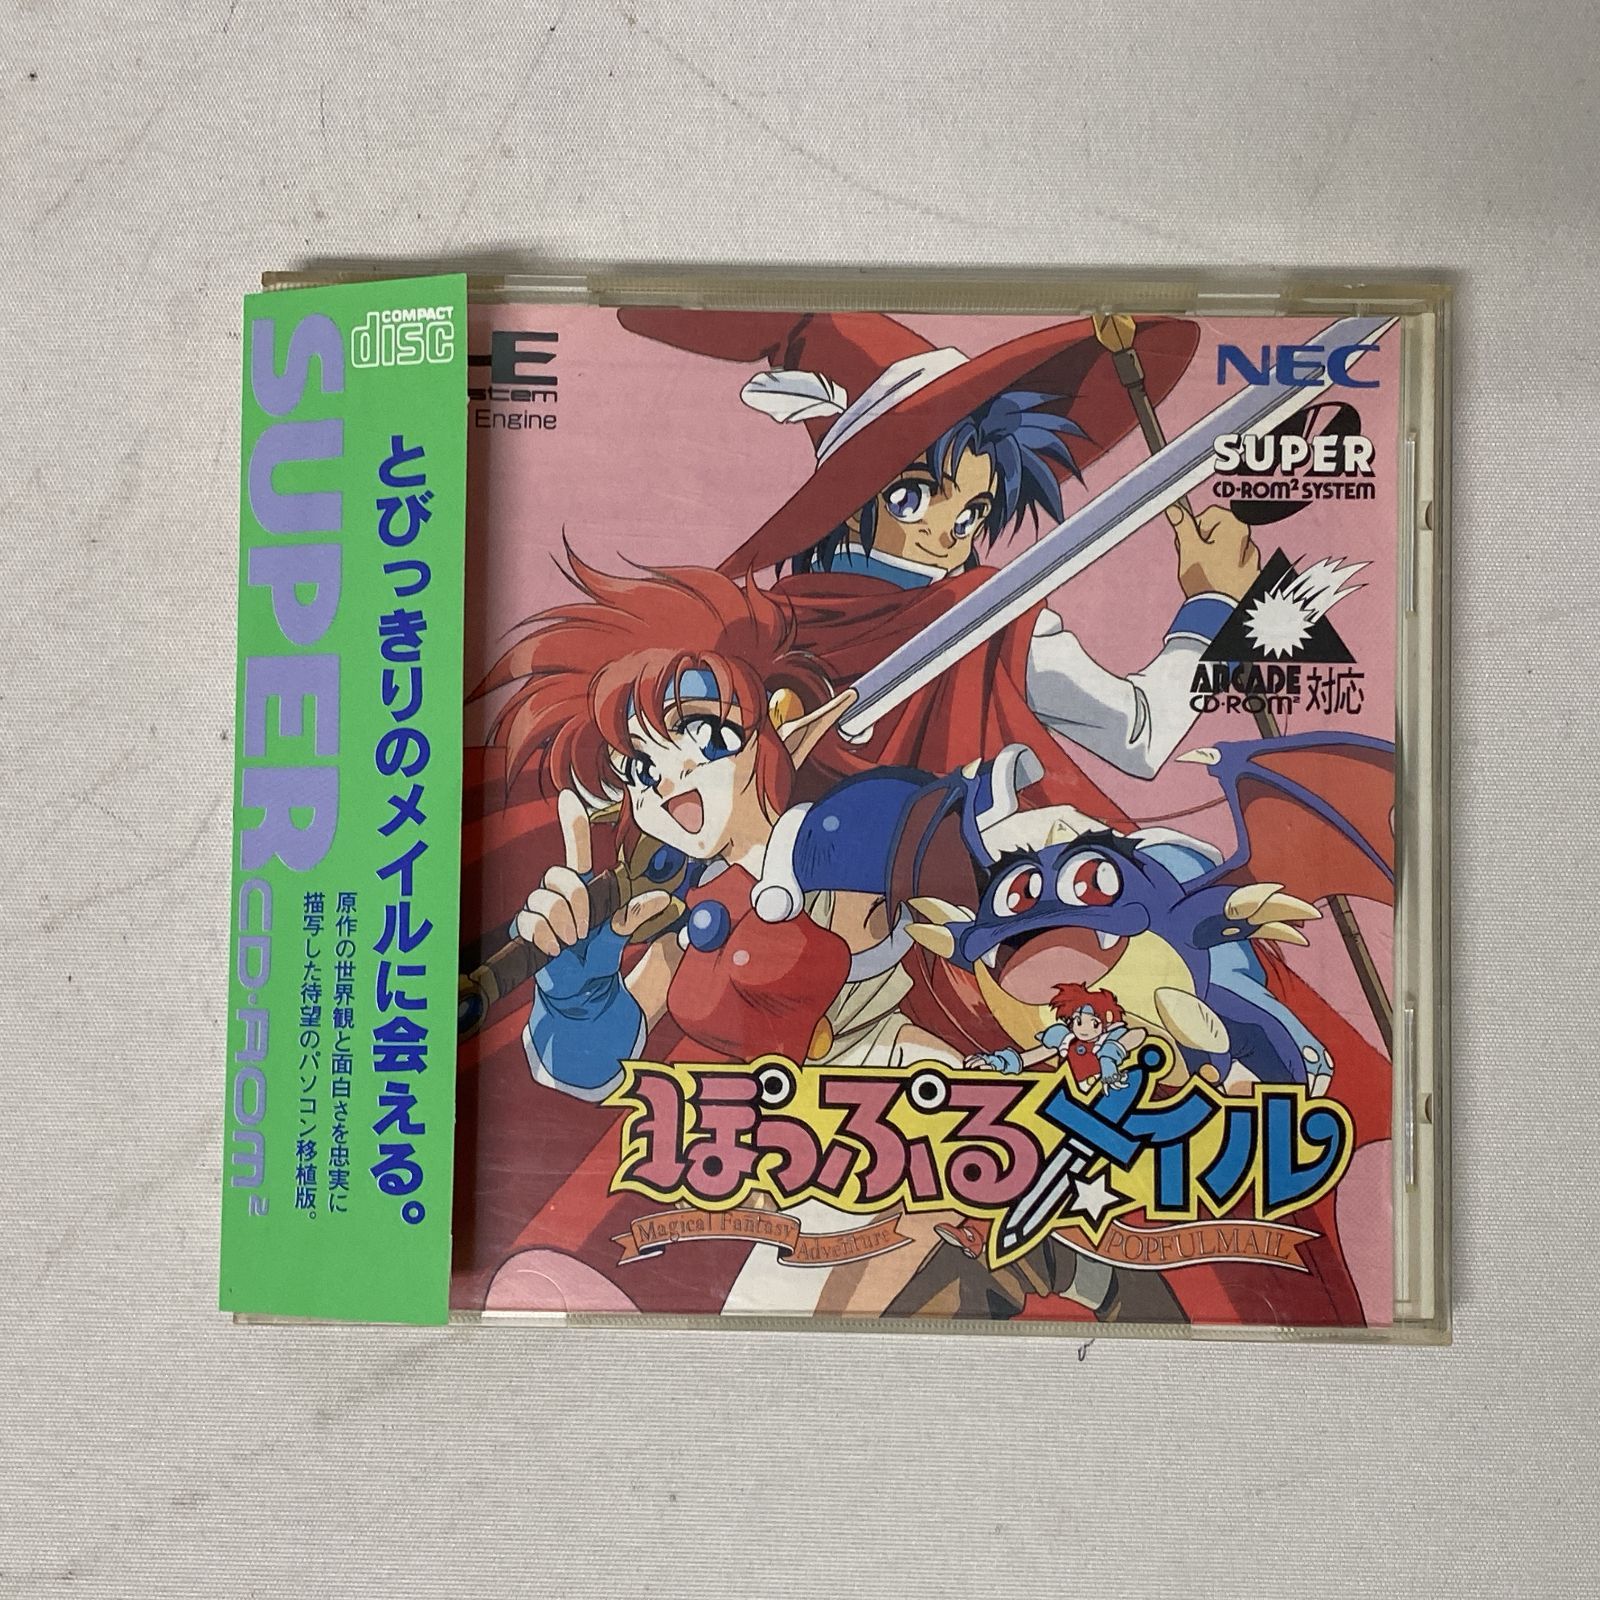 COMPACT
disc
SUPER CD-ROM²
とびっきりのメイルに会える。
原作の世界観と面白さを忠実に
描写した待望のパソコン移植版。
CE
stem
Engine
NEC
SUPER
CD-ROM² SYSTEM
ARCADE
CD-ROM² 対応
ぽっぷるメイル
Magical Fantasy
Adventure
POPFULMAIL